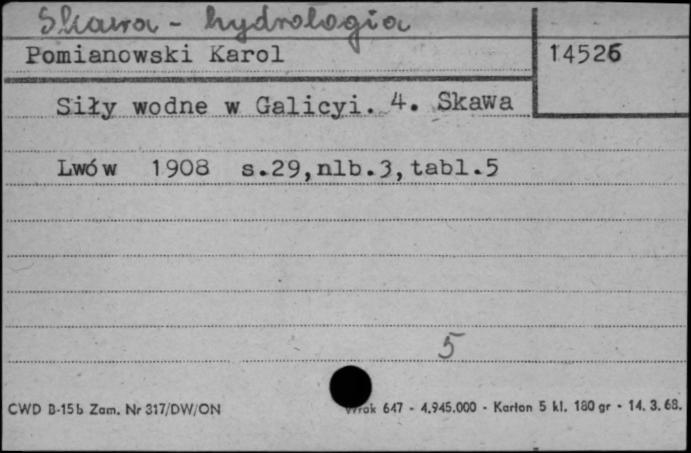 Skawa - hydrologia
Pomianowski Karol 14526
Siły wodne w Galicyi. 4. Skawa
Lwów 1908 s.29,nlb.3,tabl.5
5
CWD B-15b Zam. Nr 317/DW/ON 647 - 4.945.000 - Karton 5 kl. 180 gr - 14. 3. 68.